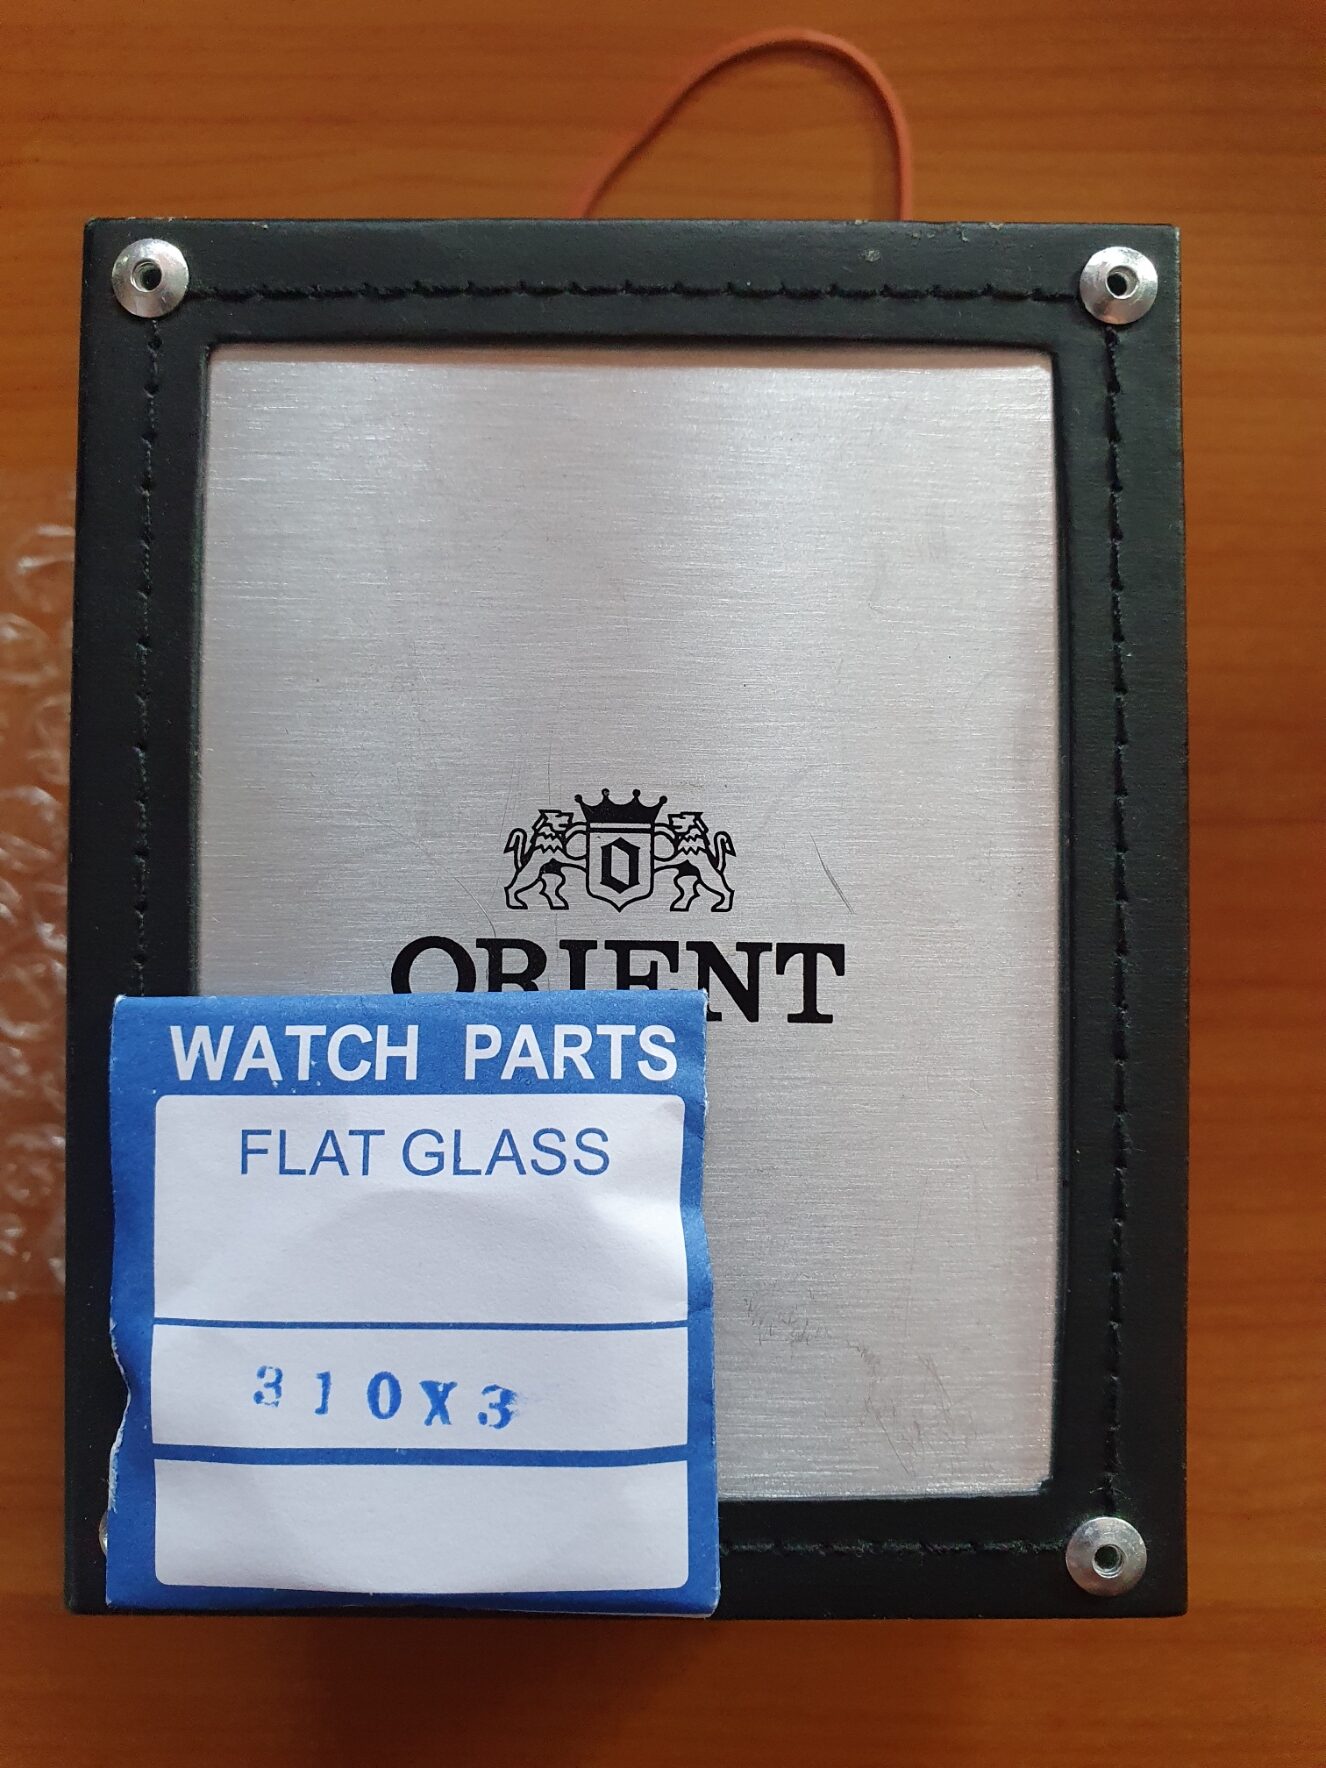 O
ORIENT
WATCH PARTS
FLAT GLASS
310X3